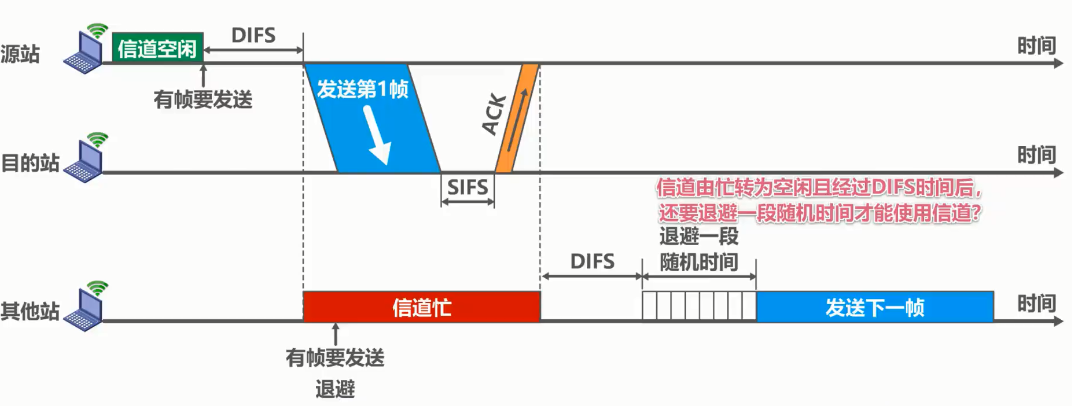 信道空闲
DIFS
时间
源站
有帧要发送
发送第1帧
ACK
目的站
时间
SIFS
信道由忙转为空闲且经过DIFS时间后，
还要退避一段随机时间才能使用信道？
退避一段
随机时间
DIFS
其他站
信道忙
发送下一帧
时间
有帧要发送
退避